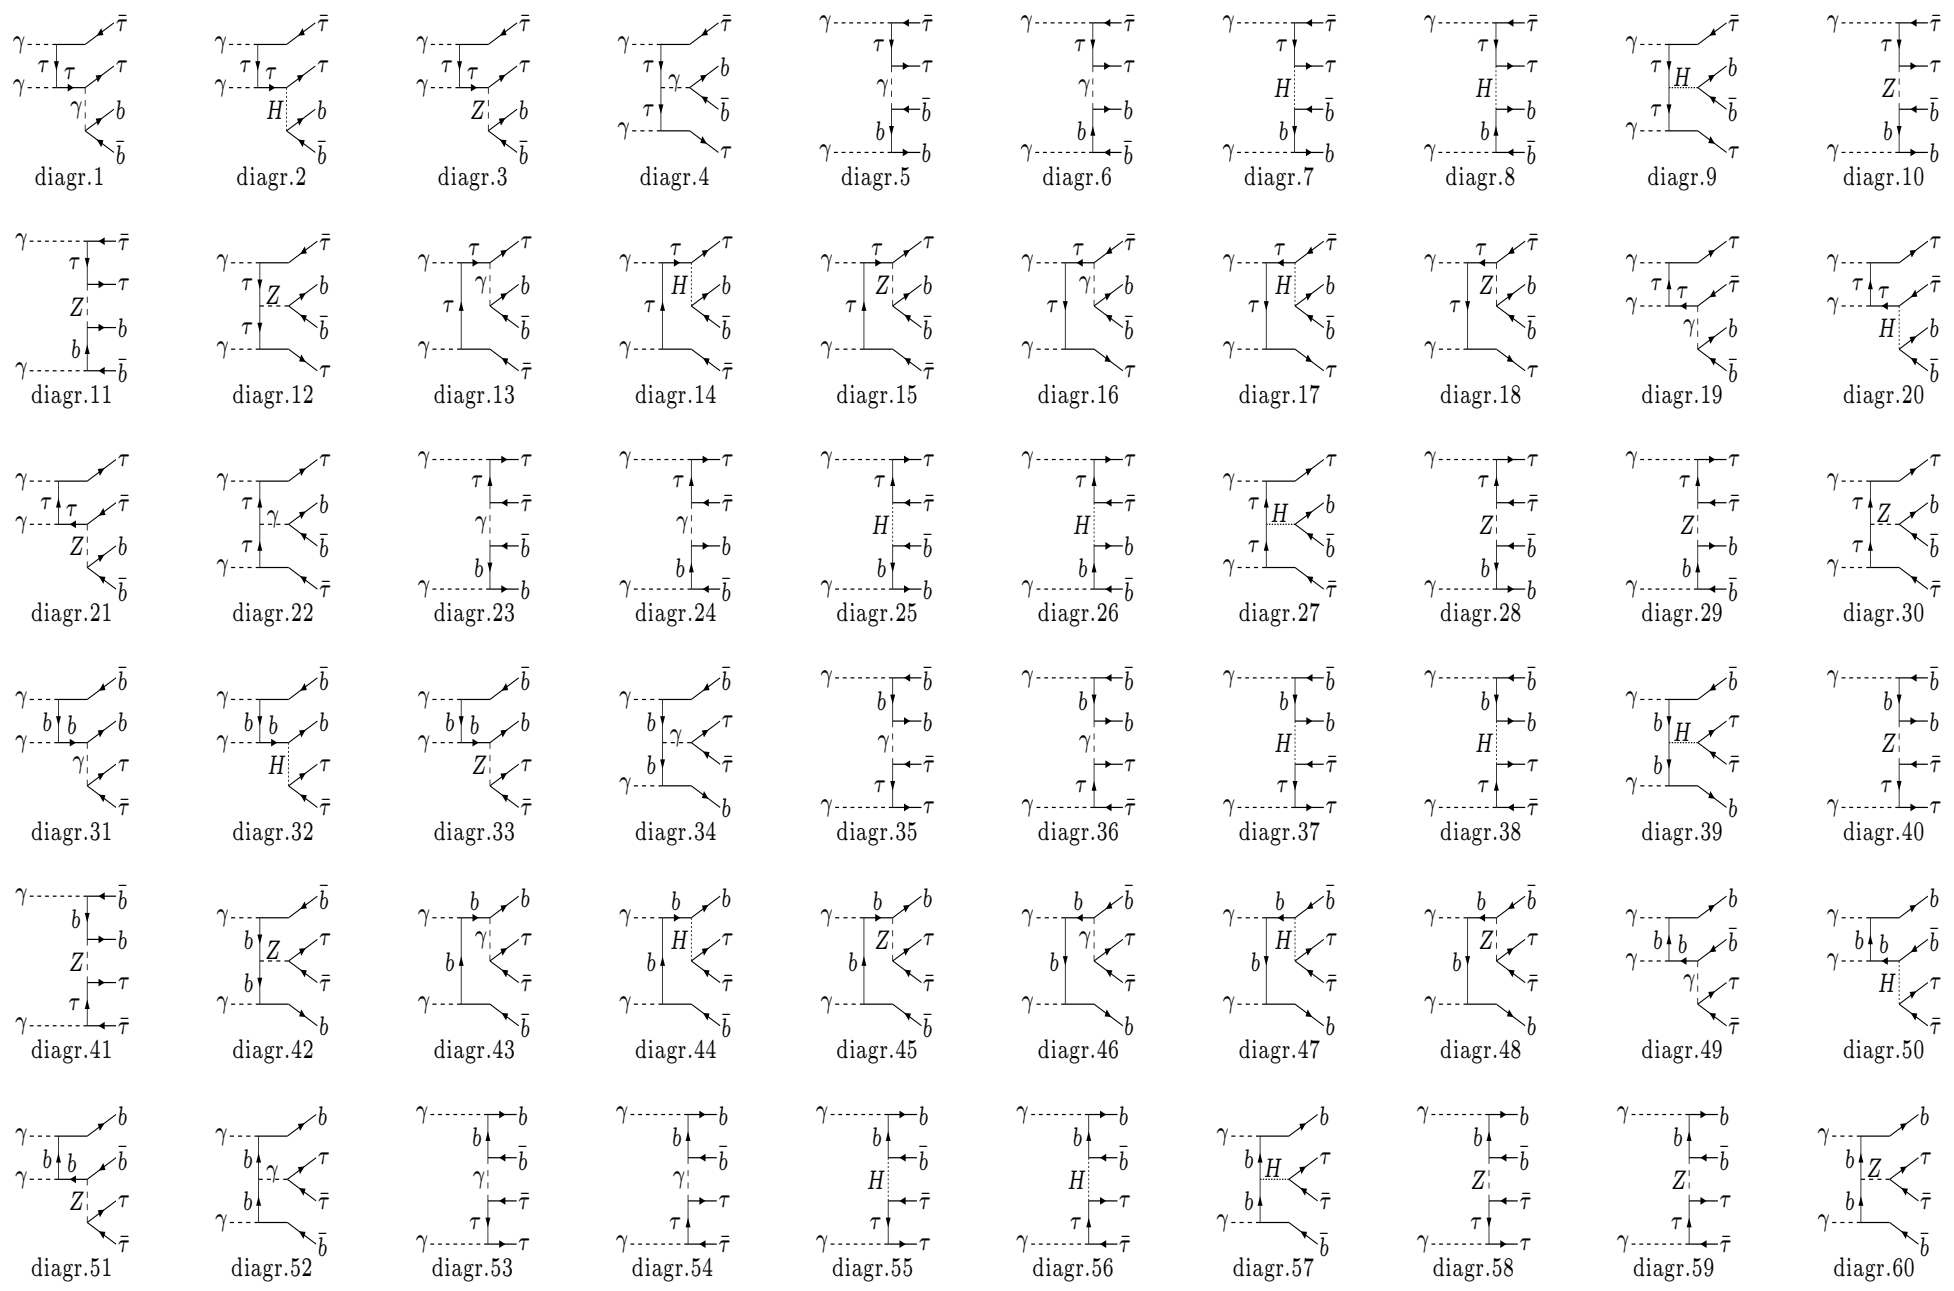 γ τ̄ τ τ τ γ γ b b̄
diagr.1
γ τ̄ τ τ τ γ H b b̄
diagr.2
γ τ̄ τ τ τ γ Z b b̄
diagr.3
γ τ̄ τ b γ b̄ τ γ τ
diagr.4
γ τ̄ τ τ γ b̄ b γ b
diagr.5
γ τ̄ τ τ γ b b γ b̄
diagr.6
γ τ̄ τ τ H b̄ b γ b
diagr.7
γ τ̄ τ τ H b b γ b̄
diagr.8
γ τ̄ τ b H b̄ τ γ τ
diagr.9
γ τ̄ τ τ Z b̄ b γ b
diagr.10
γ τ̄ τ τ Z b b γ b̄
diagr.11
γ τ̄ τ b Z b̄ τ γ τ
diagr.12
γ τ τ γ b τ b̄ γ τ̄
diagr.13
γ τ τ H b τ b̄ γ τ̄
diagr.14
γ τ τ Z b τ b̄ γ τ̄
diagr.15
γ τ τ̄ γ b τ b̄ γ τ
diagr.16
γ τ τ̄ H b τ b̄ γ τ
diagr.17
γ τ τ̄ Z b τ b̄ γ τ
diagr.18
γ τ τ τ τ̄ γ γ b b̄
diagr.19
γ τ τ τ τ̄ γ H b b̄
diagr.20
γ τ τ τ τ̄ γ Z b b̄
diagr.21
γ τ τ b γ b̄ τ γ τ̄
diagr.22
γ τ τ τ̄ γ b̄ b γ b
diagr.23
γ τ τ τ̄ γ b b γ b̄
diagr.24
γ τ τ τ̄ H b̄ b γ b
diagr.25
γ τ τ τ̄ H b b γ b̄
diagr.26
γ τ τ b H b̄ τ γ τ̄
diagr.27
γ τ τ τ̄ Z b̄ b γ b
diagr.28
γ τ τ τ̄ Z b b γ b̄
diagr.29
γ τ τ b Z b̄ τ γ τ̄
diagr.30
γ b̄ b b b γ γ τ τ̄
diagr.31
γ b̄ b b b γ H τ τ̄
diagr.32
γ b̄ b b b γ Z τ τ̄
diagr.33
γ b̄ b τ γ τ̄ b γ b
diagr.34
γ b̄ b b γ τ̄ τ γ τ
diagr.35
γ b̄ b b γ τ τ γ τ̄
diagr.36
γ b̄ b b H τ̄ τ γ τ
diagr.37
γ b̄ b b H τ τ γ τ̄
diagr.38
γ b̄ b τ H τ̄ b γ b
diagr.39
γ b̄ b b Z τ̄ τ γ τ
diagr.40
γ b̄ b b Z τ τ γ τ̄
diagr.41
γ b̄ b τ Z τ̄ b γ b
diagr.42
γ b b γ τ b τ̄ γ b̄
diagr.43
γ b b H τ b τ̄ γ b̄
diagr.44
γ b b Z τ b τ̄ γ b̄
diagr.45
γ b b̄ γ τ b τ̄ γ b
diagr.46
γ b b̄ H τ b τ̄ γ b
diagr.47
γ b b̄ Z τ b τ̄ γ b
diagr.48
γ b b b b̄ γ γ τ τ̄
diagr.49
γ b b b b̄ γ H τ τ̄
diagr.50
γ b b b b̄ γ Z τ τ̄
diagr.51
γ b b τ γ τ̄ b γ b̄
diagr.52
γ b b b̄ γ τ̄ τ γ τ
diagr.53
γ b b b̄ γ τ τ γ τ̄
diagr.54
γ b b b̄ H τ̄ τ γ τ
diagr.55
γ b b b̄ H τ τ γ τ̄
diagr.56
γ b b τ H τ̄ b γ b̄
diagr.57
γ b b b̄ Z τ̄ τ γ τ
diagr.58
γ b b b̄ Z τ τ γ τ̄
diagr.59
γ b b τ Z τ̄ b γ b̄
diagr.60